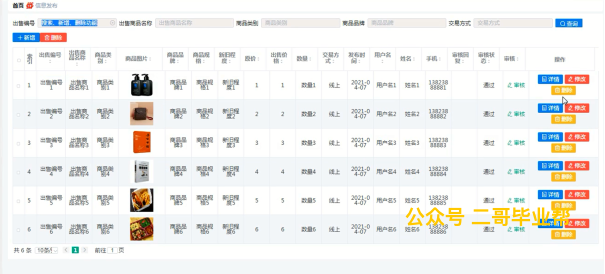 首页 信息发布
出售编号 搜索、新增、删除功能 出售商品名称 出售商品名称 商品类别 商品类别 商品品牌 商品品牌 交易方式 交易方式 查询
+ 新增 删除
索引 出售编号 出售商品名称 商品类别 商品图片 商品品牌 商品规格 新旧程度 原价 出售价格 数量 交易方式 发布时间 用户名 姓名 手机 审核回复 审核状态 审核 操作
1 出售编号1 出售商品名称1 商品类别1 商品品牌1 商品规格1 新旧程度1 1 1 数量1 线上 2021-04-07 用户名1 姓名1 13823888881 通过 审核 详情 修改 删除
2 出售编号2 出售商品名称2 商品类别2 商品品牌2 商品规格2 新旧程度2 2 2 数量2 线上 2021-04-07 用户名2 姓名2 13823888882 通过 审核 详情 修改 删除
3 出售编号3 出售商品名称3 商品类别3 商品品牌3 商品规格3 新旧程度3 3 3 数量3 线上 2021-04-07 用户名3 姓名3 13823888883 通过 审核 详情 修改 删除
4 出售编号4 出售商品名称4 商品类别4 商品品牌4 商品规格4 新旧程度4 4 4 数量4 线上 2021-04-07 用户名4 姓名4 13823888884 通过 审核 详情 修改 删除
5 出售编号5 出售商品名称5 商品类别5 商品品牌5 商品规格5 新旧程度5 5 5 数量5 线上 2021-04-07 用户名5 姓名5 13823888885 通过 审核 详情 修改 删除
公众号 二哥毕业帮
6 出售编号6 出售商品名称6 商品类别6 商品品牌6 商品规格6 新旧程度6 6 6 数量6 线上 2021-04-07 用户名6 姓名6 13823888886 通过 审核 详情 修改 删除
共 6 条 10条/页 1 前往 1 页